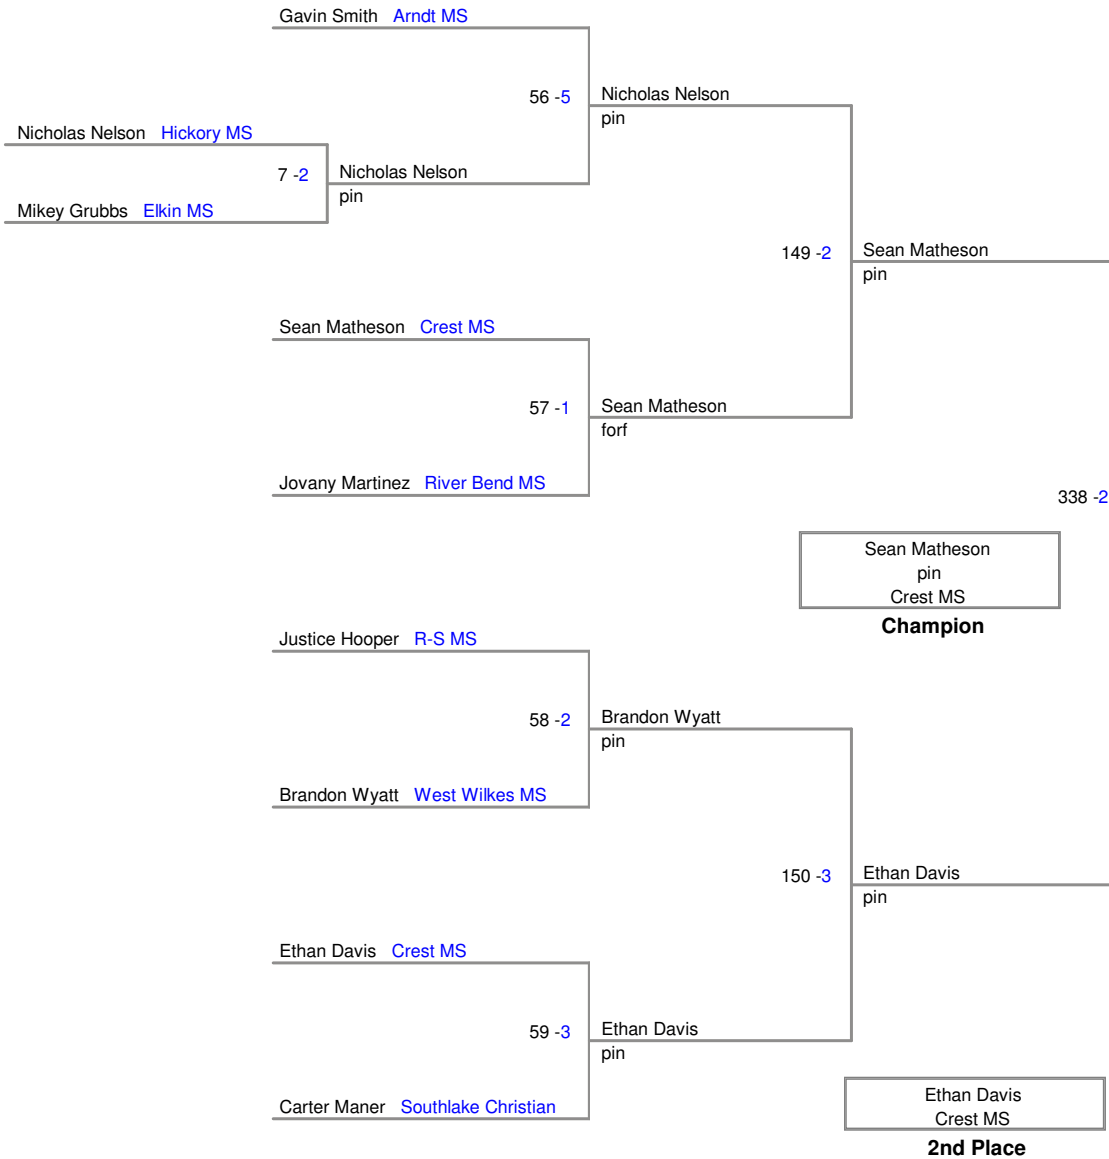 Gavin Smith Arndt MS
56 -5
Nicholas Nelson
pin
Nicholas Nelson Hickory MS
7 -2
Nicholas Nelson
pin
Mikey Grubbs Elkin MS
149 -2
Sean Matheson
pin
Sean Matheson Crest MS
57 -1
Sean Matheson
forf
Jovany Martinez River Bend MS
338 -2
Sean Matheson
pin
Crest MS
Champion
Justice Hooper R-S MS
58 -2
Brandon Wyatt
pin
Brandon Wyatt West Wilkes MS
150 -3
Ethan Davis
pin
Ethan Davis Crest MS
59 -3
Ethan Davis
pin
Carter Maner Southlake Christian
Ethan Davis
Crest MS
2nd Place